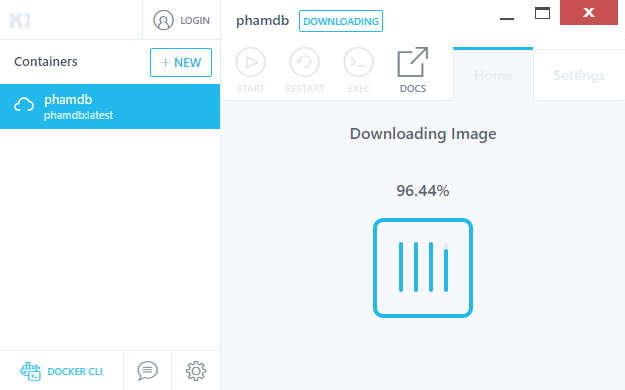 LOGIN
Containers
+ NEW
phamdb
phamdb:latest
DOCKER CLI
phamdb DOWNLOADING
START RESTART EXEC DOCS
Home Settings
Downloading Image
96.44%